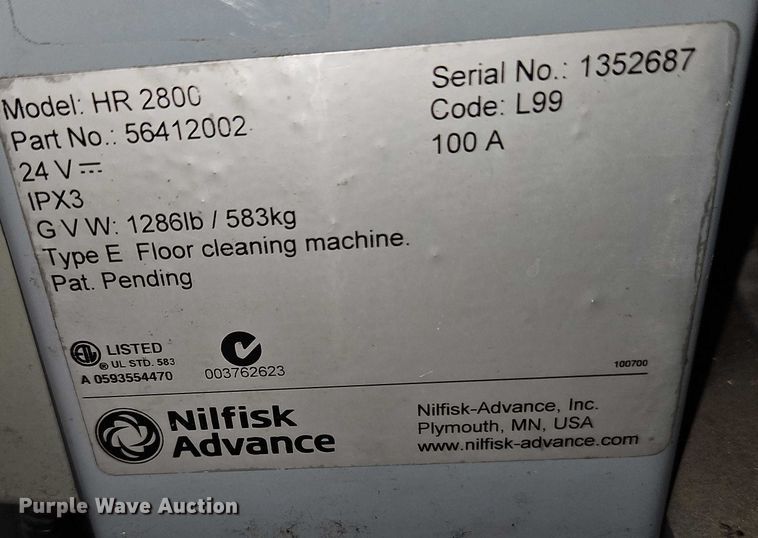 Model: HR 2800
Part No.: 56412002
24 V ⎓
IPX3
G V W: 1286lb / 583kg
Type E Floor cleaning machine.
Pat. Pending
Serial No.: 1352687
Code: L99
100 A
ETL LISTED
® UL STD. 583
A 0593554470
003762623
100700
Nilfisk
Advance
Nilfisk-Advance, Inc.
Plymouth, MN, USA
www.nilfisk-advance.com
Purple Wave Auction